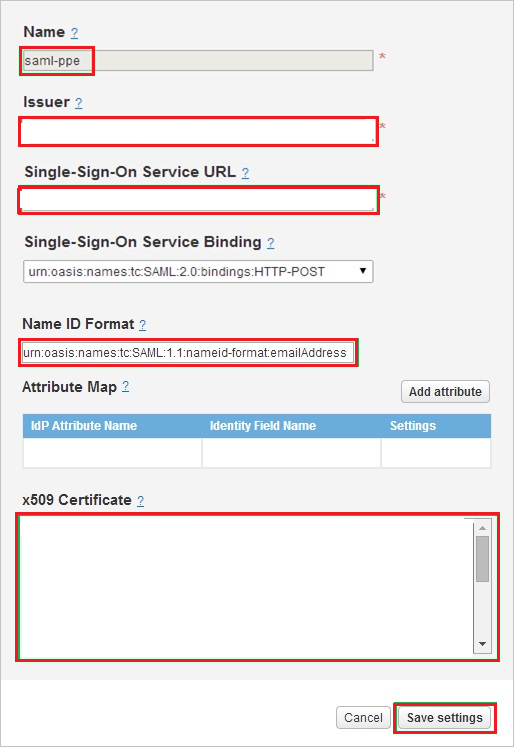 Name ?
saml-ppe *
Issuer ?
*
Single-Sign-On Service URL ?
*
Single-Sign-On Service Binding ?
urn:oasis:names:tc:SAML:2.0:bindings:HTTP-POST
Name ID Format ?
urn:oasis:names:tc:SAML:1.1:nameid-format:emailAddress
Attribute Map ? Add attribute
IdP Attribute Name Identity Field Name Settings
x509 Certificate ?
Cancel Save settings